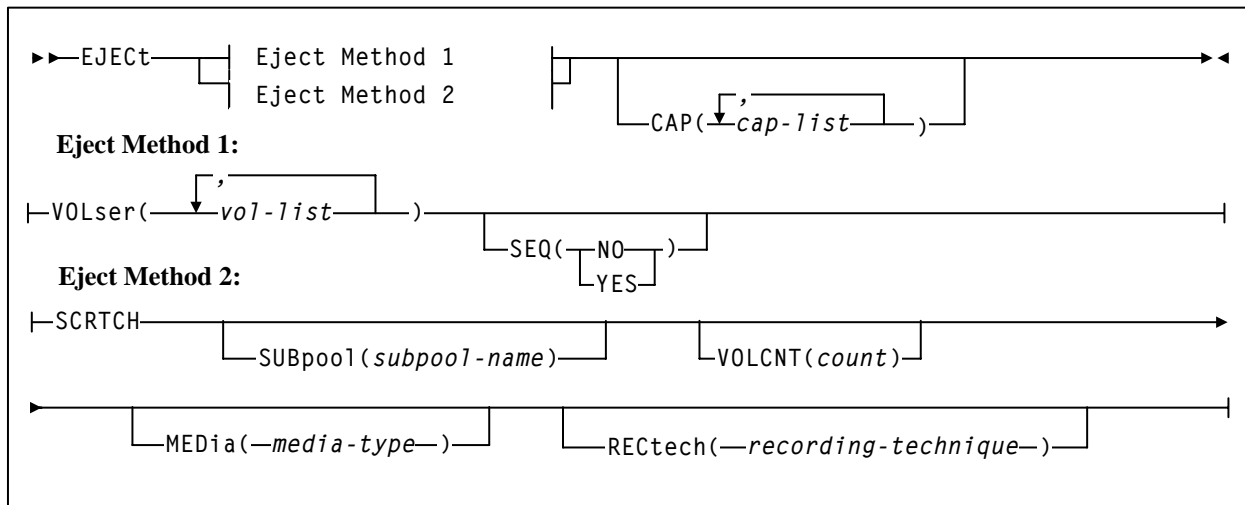 EJECt Eject Method 1
Eject Method 2
,
CAP( cap-list )
Eject Method 1:
,
VOLser( vol-list )
SEQ( NO )
YES
Eject Method 2:
SCRTCH
SUBpool(subpool-name) VOLCNT(count)
MEDia( media-type ) RECtech( recording-technique )